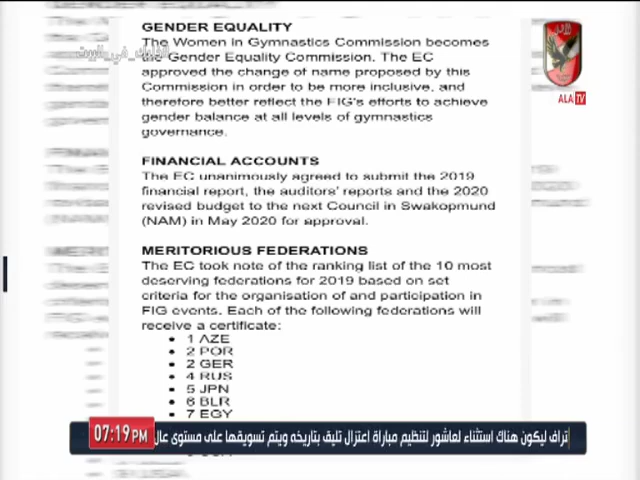 GENDER EQUALITY
The Women in Gymnastics Commission becomes
the Gender Equality Commission. The EC
approved the change of name proposed by this
Commission in order to be more inclusive, and
therefore better reflect the FIG's efforts to achieve
gender balance at all levels of gymnastics
governance.
FINANCIAL ACCOUNTS
The EC unanimously agreed to submit the 2019
financial report, the auditors' reports and the 2020
revised budget to the next Council in Swakopmund
(NAM) in May 2020 for approval.
MERITORIOUS FEDERATIONS
The EC took note of the ranking list of the 10 most
deserving federations for 2019 based on set
criteria for the organisation of and participation in
FIG events. Each of the following federations will
receive a certificate:
• 1 AZE
• 2 POR
• 2 GER
• 4 RUS
• 5 JPN
• 6 BLR
• 7 EGY
ALA TV
07:19 PM
تراف ليكون هناك استثناء لعاشور لتنظيم مباراة اعتزال تليق بتاريخه ويتم تسويقها على مستوى عال